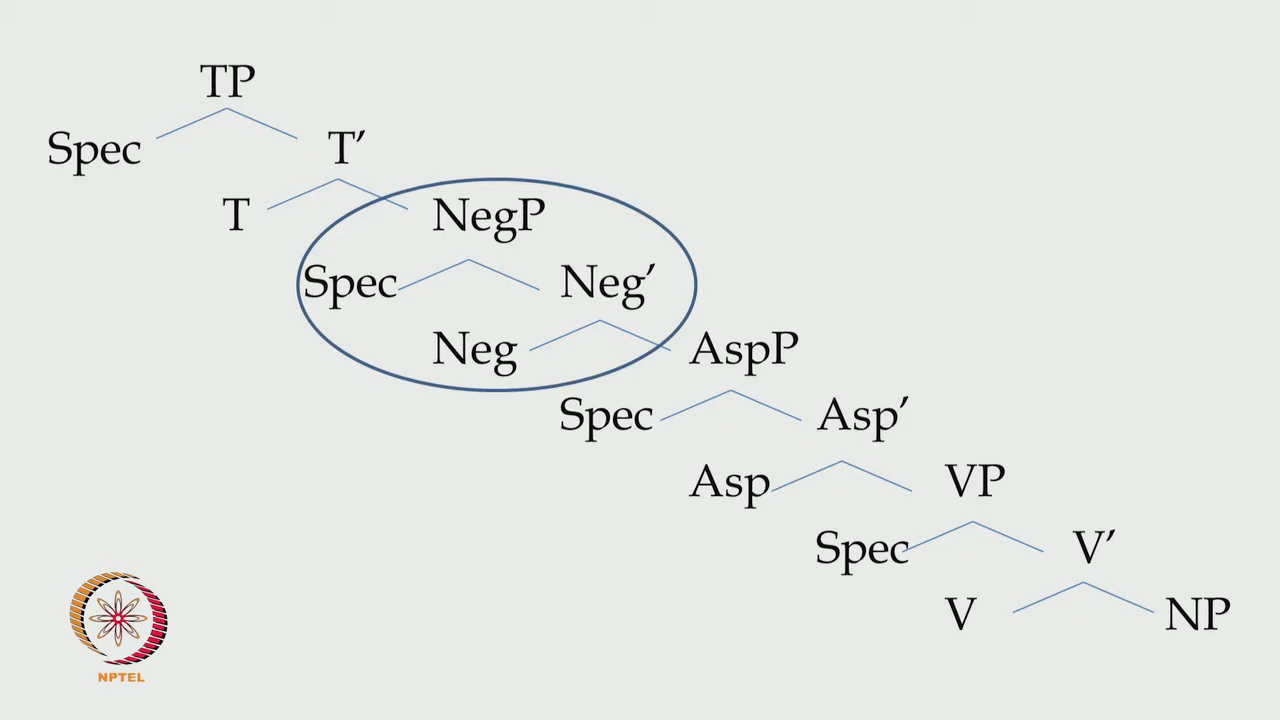 TP
Spec T′
T NegP
Spec Neg′
Neg AspP
Spec Asp′
Asp VP
Spec V′
V NP
NPTEL